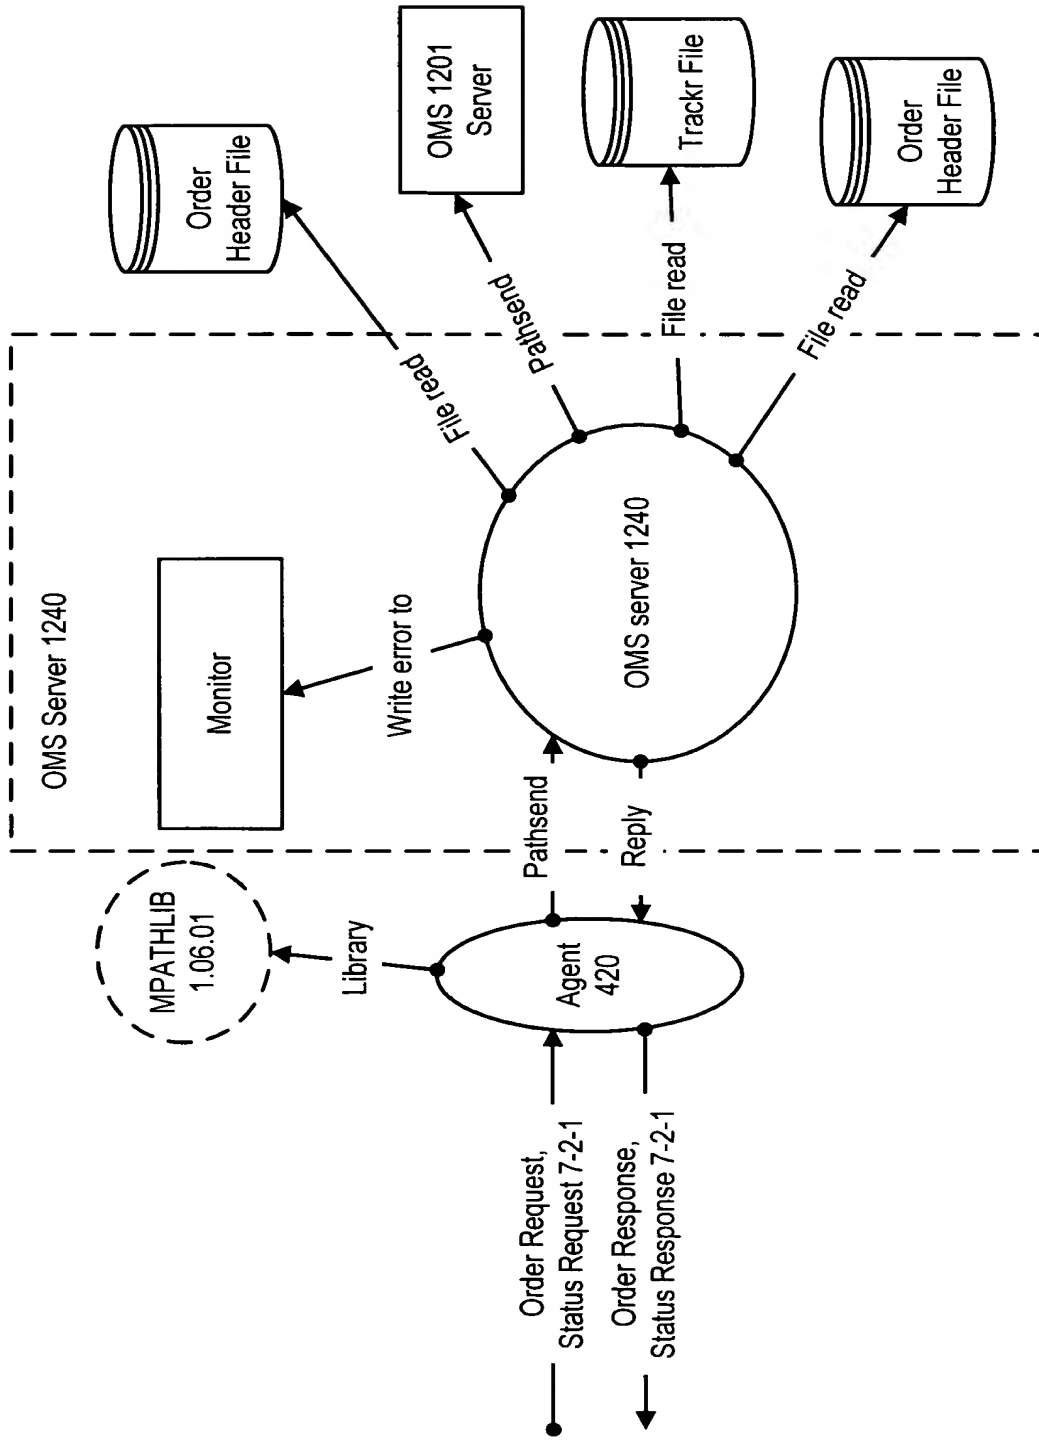 Order Request,
Status Request 7-2-1
Order Response,
Status Response 7-2-1
MPATHLIB
1.06.01
Library
Agent
420
Pathsend
Reply
OMS Server 1240
Monitor
Write error to
OMS server 1240
File read
Pathsend
File read
File read
Order
Header File
OMS 1201
Server
Trackr File
Order
Header File